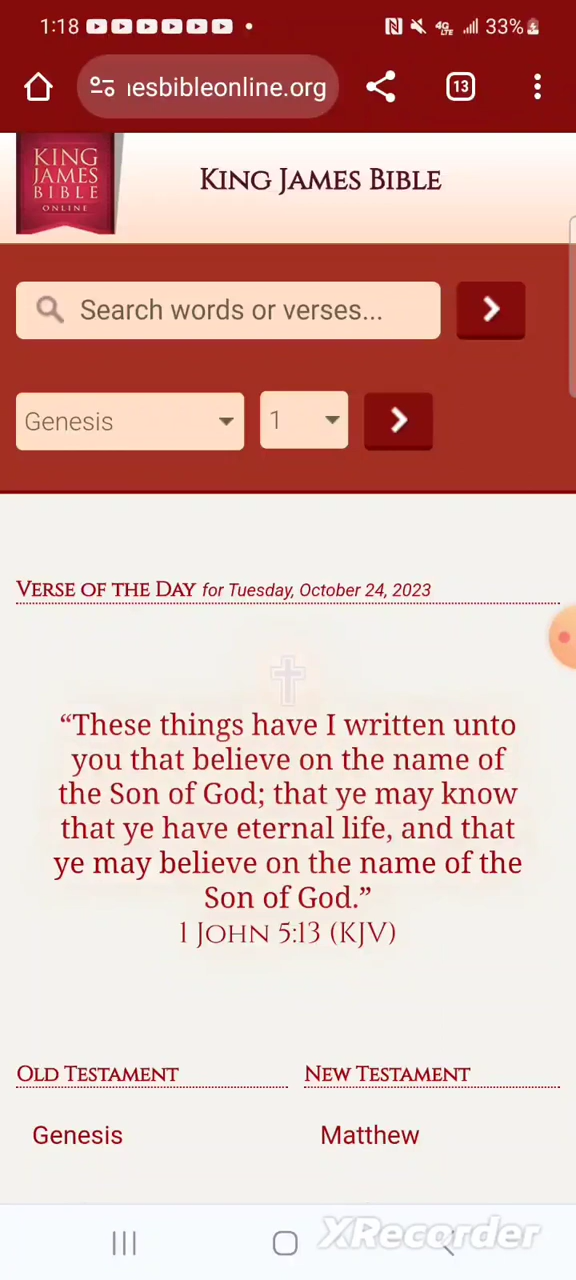 1:18
4G LTE
33%
ıesbibleonline.org
13
KING
JAMES
BIBLE
ONLINE
KING JAMES BIBLE
Search words or verses...
Genesis
1
VERSE OF THE DAY for Tuesday, October 24, 2023
“These things have I written unto
you that believe on the name of
the Son of God; that ye may know
that ye have eternal life, and that
ye may believe on the name of the
Son of God.”
1 JOHN 5:13 (KJV)
OLD TESTAMENT
NEW TESTAMENT
Genesis
Matthew
XRecorder